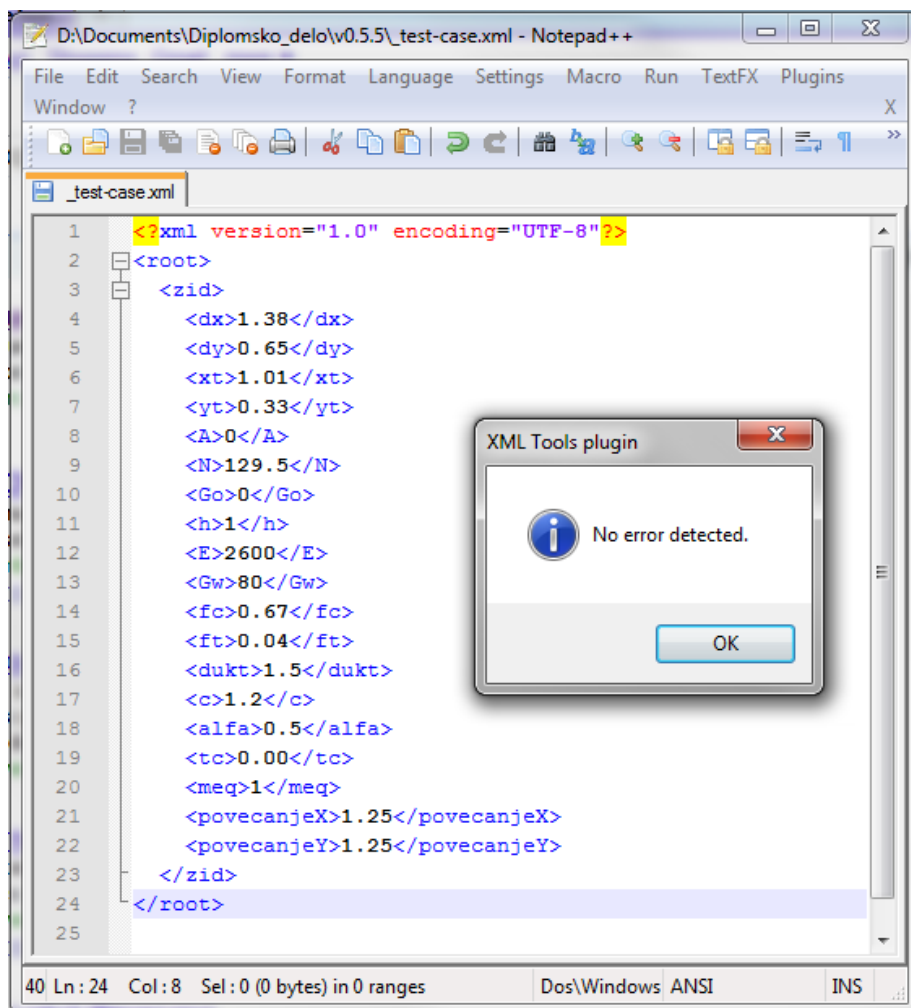 D:\Documents\Diplomsko_delo\v0.5.5\_test-case.xml - Notepad++
File Edit Search View Format Language Settings Macro Run TextFX Plugins
Window ? X
_test-case.xml
1 <?xml version="1.0" encoding="UTF-8"?>
2 <root>
3 <zid>
4 <dx>1.38</dx>
5 <dy>0.65</dy>
6 <xt>1.01</xt>
7 <yt>0.33</yt>
8 <A>0</A>
9 <N>129.5</N>
10 <Go>0</Go>
11 <h>1</h>
12 <E>2600</E>
13 <Gw>80</Gw>
14 <fc>0.67</fc>
15 <ft>0.04</ft>
16 <dukt>1.5</dukt>
17 <c>1.2</c>
18 <alfa>0.5</alfa>
19 <tc>0.00</tc>
20 <meq>1</meq>
21 <povecanjeX>1.25</povecanjeX>
22 <povecanjeY>1.25</povecanjeY>
23 </zid>
24 </root>
25
XML Tools plugin
No error detected.
OK
40 Ln : 24 Col : 8 Sel : 0 (0 bytes) in 0 ranges Dos\Windows ANSI INS